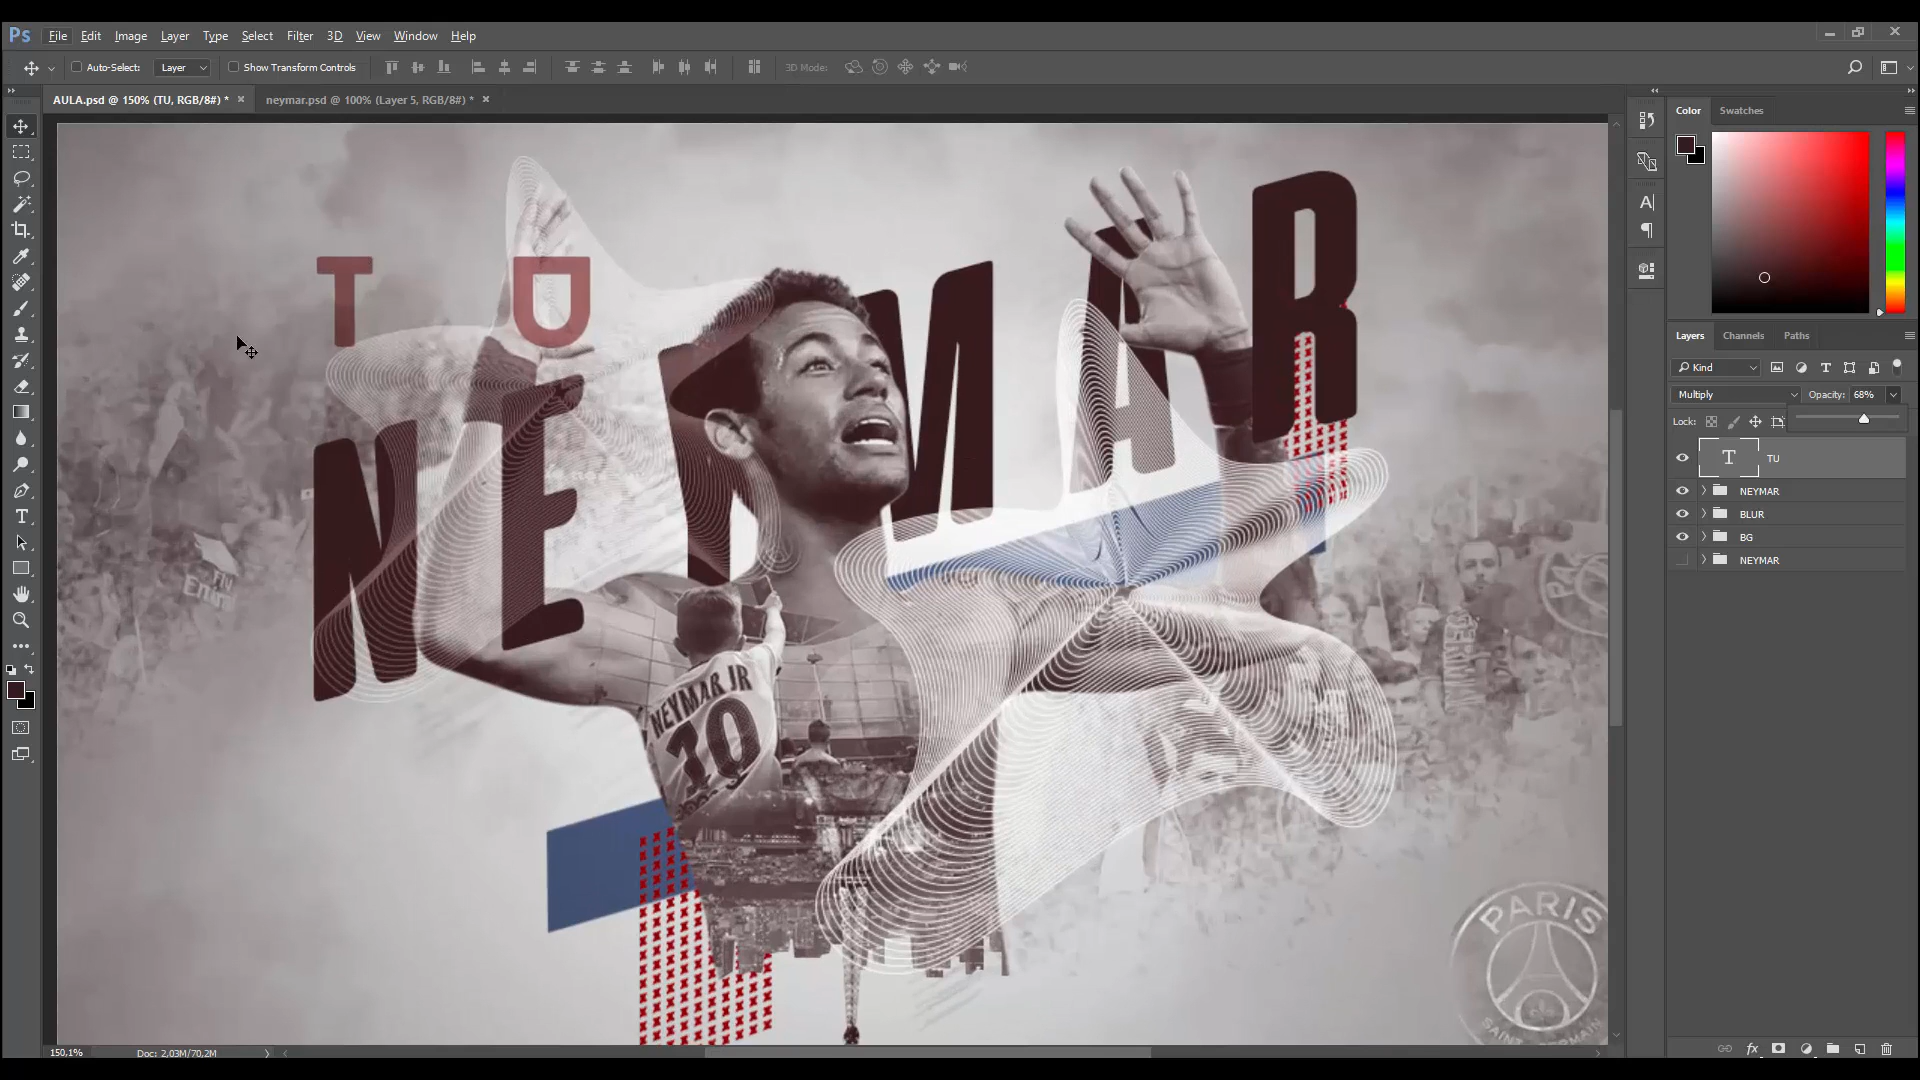 Ps File Edit Image Layer Type Select Filter 3D View Window Help
Auto-Select: Layer Show Transform Controls 3D Mode:
AULA.psd @ 150% (TU, RGB/8#) * neymar.psd @ 100% (Layer 5, RGB/8#) *
Color Swatches
TU
NEYMAR
NEYMAR JR
10
PARIS
SAINT-GERMAIN
Layers Channels Paths
Kind
Multiply Opacity: 68%
Lock:
T TU
NEYMAR
BLUR
BG
NEYMAR
fx
150,1% Doc: 2,03M/70,2M